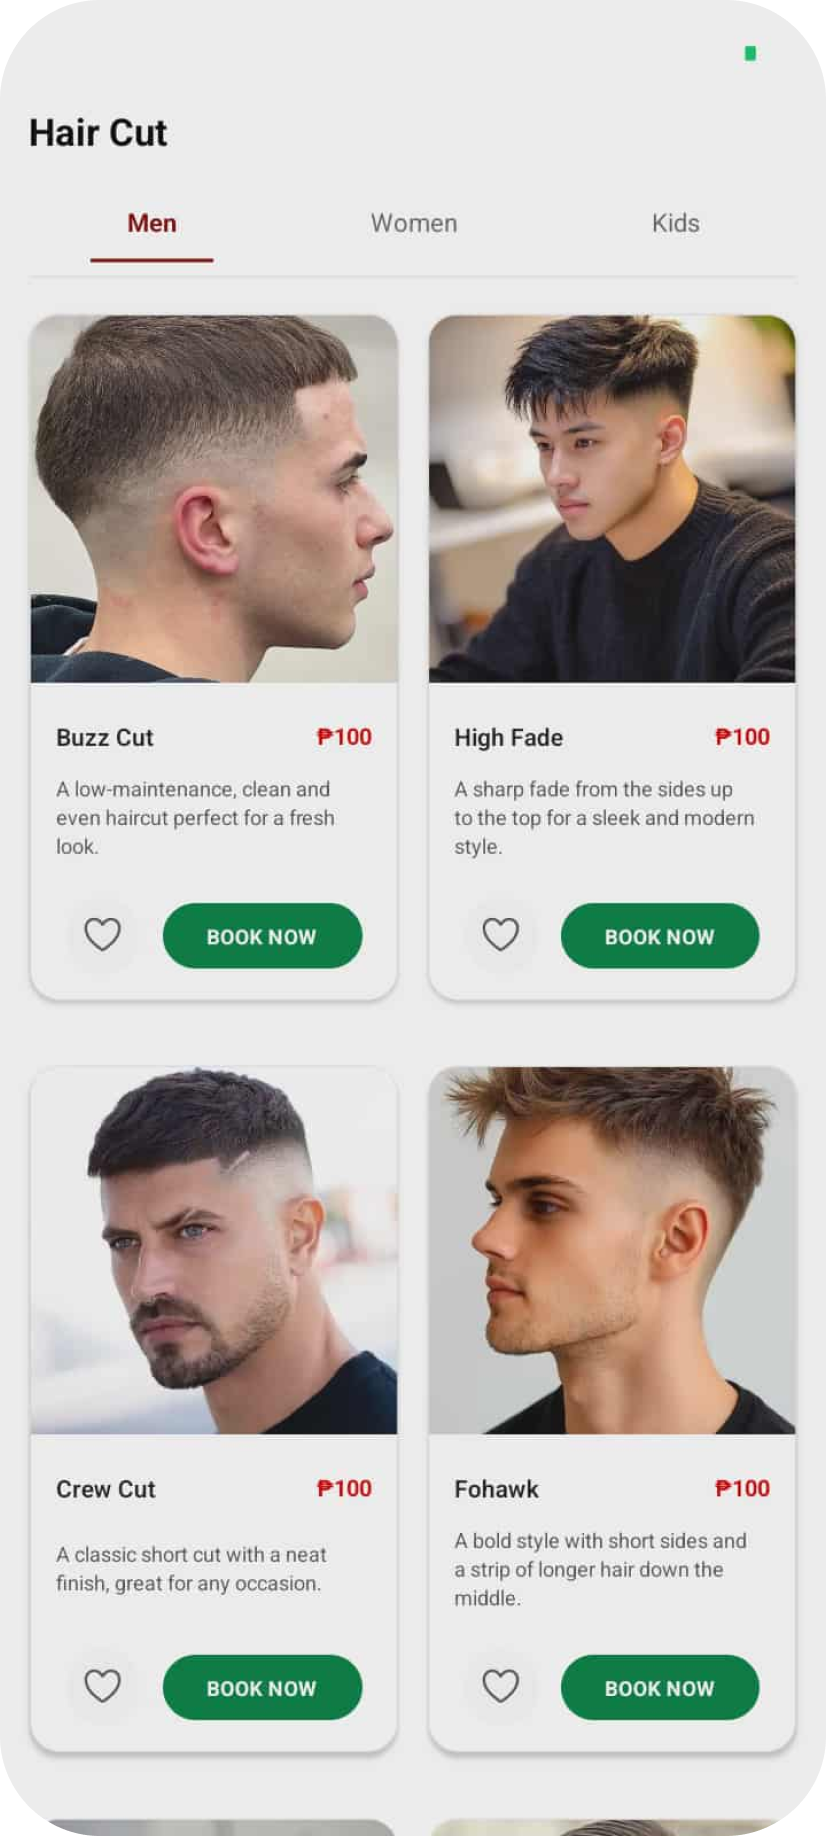 Hair Cut
Men
Women
Kids
Buzz Cut
₱100
A low-maintenance, clean and
even haircut perfect for a fresh
look.
BOOK NOW
High Fade
₱100
A sharp fade from the sides up
to the top for a sleek and modern
style.
BOOK NOW
Crew Cut
₱100
A classic short cut with a neat
finish, great for any occasion.
BOOK NOW
Fohawk
₱100
A bold style with short sides and
a strip of longer hair down the
middle.
BOOK NOW